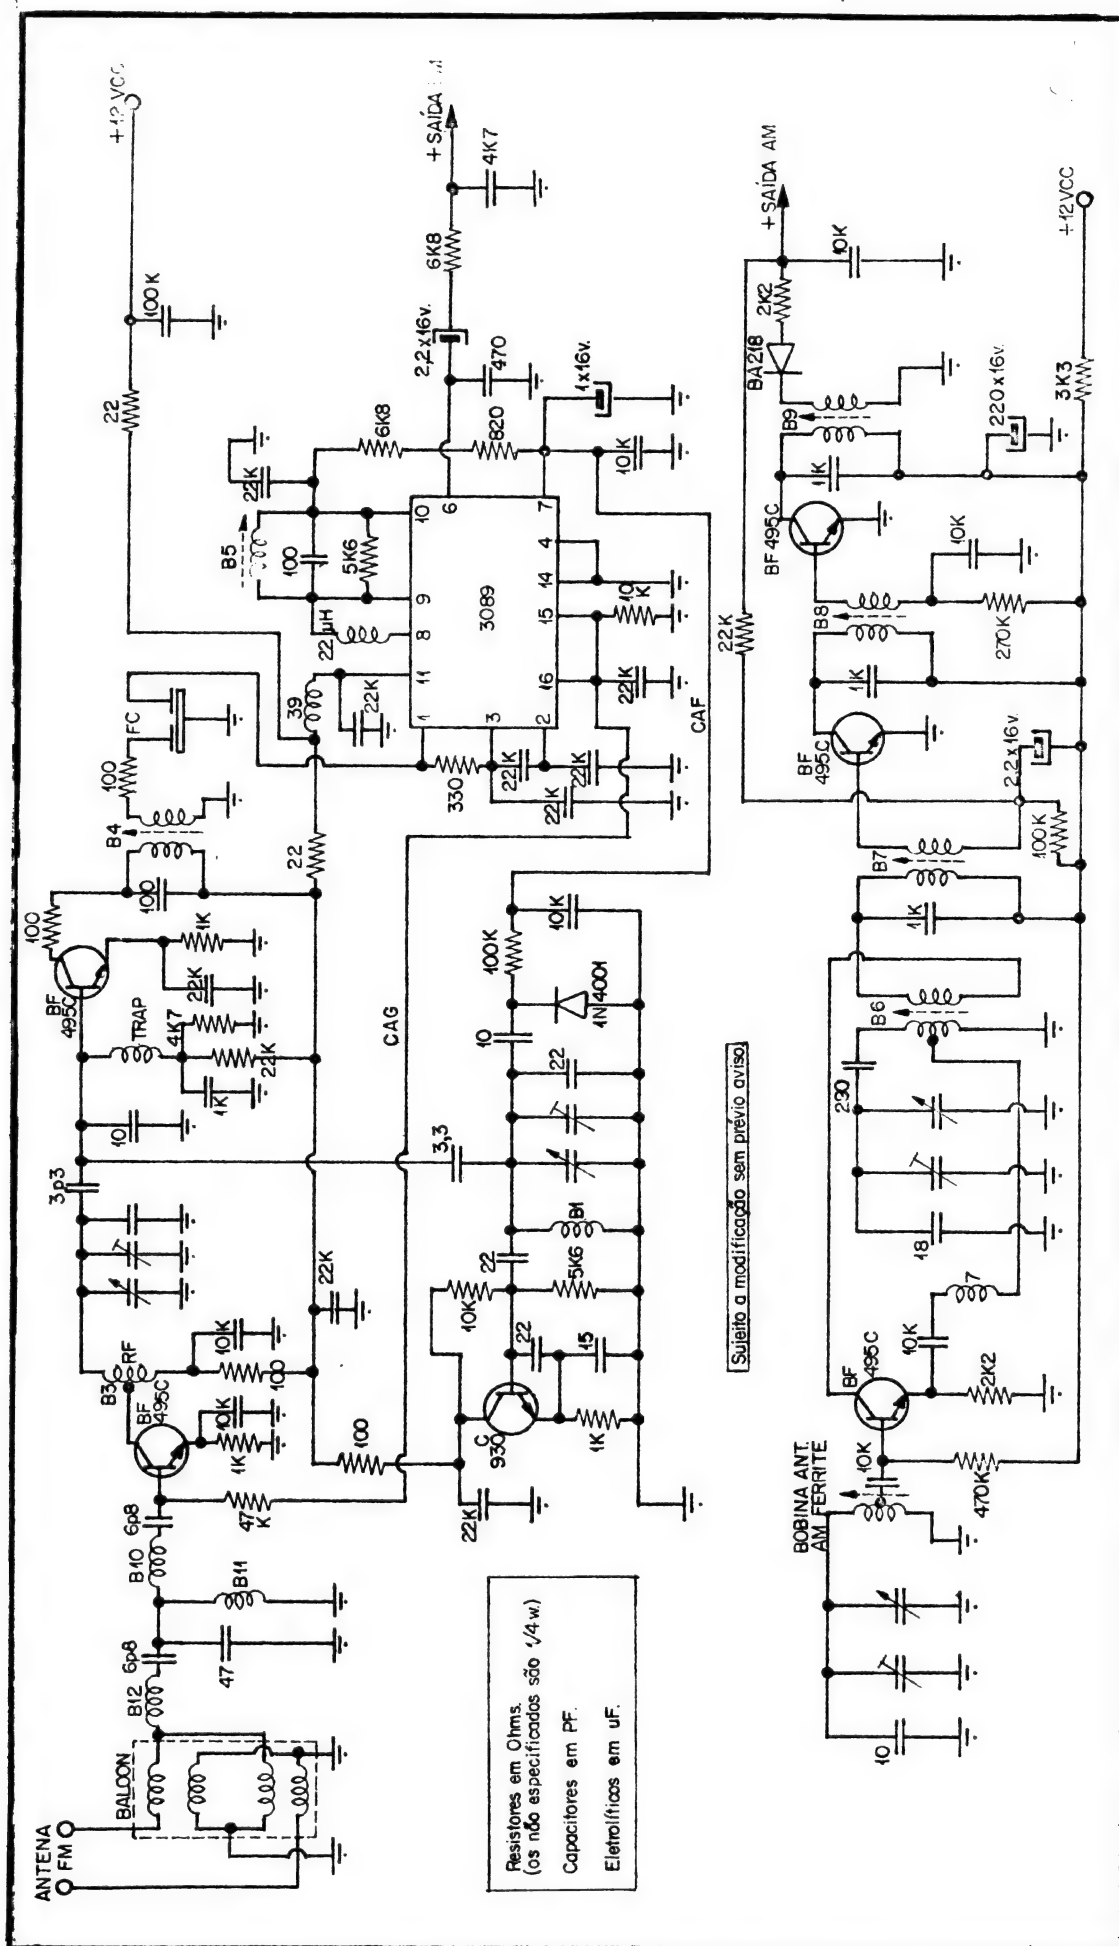 ANTENA
FM
BALOON
B12
6p8
47
B11
B10
6p8
47
K
BF
495C
1K
10K
B3
RF
10K
100
3p3
10
TRAP
1K
4K7
22K
BF
495C
22K
1K
100
100
B4
100
FC
22
100K
+12 VCC
22K
100
22K
22
39
22K
22 µH
B5
100
5K6
22K
6K8
820
3089
1
3
2
11
8
9
10
6
7
4
14
15
16
330
22K
22K
22K
22K
10
K
10K
1x16v.
470
2,2x16v.
6K8
4K7
+SAÍDA
CAG
CAF
C
930
10K
22
22
15
1K
5K6
B1
3,3
22
10
1N4001
100K
10K
Resistores em Ohms.
(os não especificados são 1/4 w.)
Capacitores em PF.
Eletrolíticos em uF.
Sujeito a modificação sem prévio aviso.
BOBINA ANT.
AM FERRITE
10
10K
470K
BF
495C
10K
2K2
7
18
290
B6
1K
B7
100K
2,2x16v.
BF
495C
22K
1K
B8
270K
10K
BF495C
1K
B9
220x16v.
BA218
2K2
10K
+SAÍDA AM
3K3
+12VCC